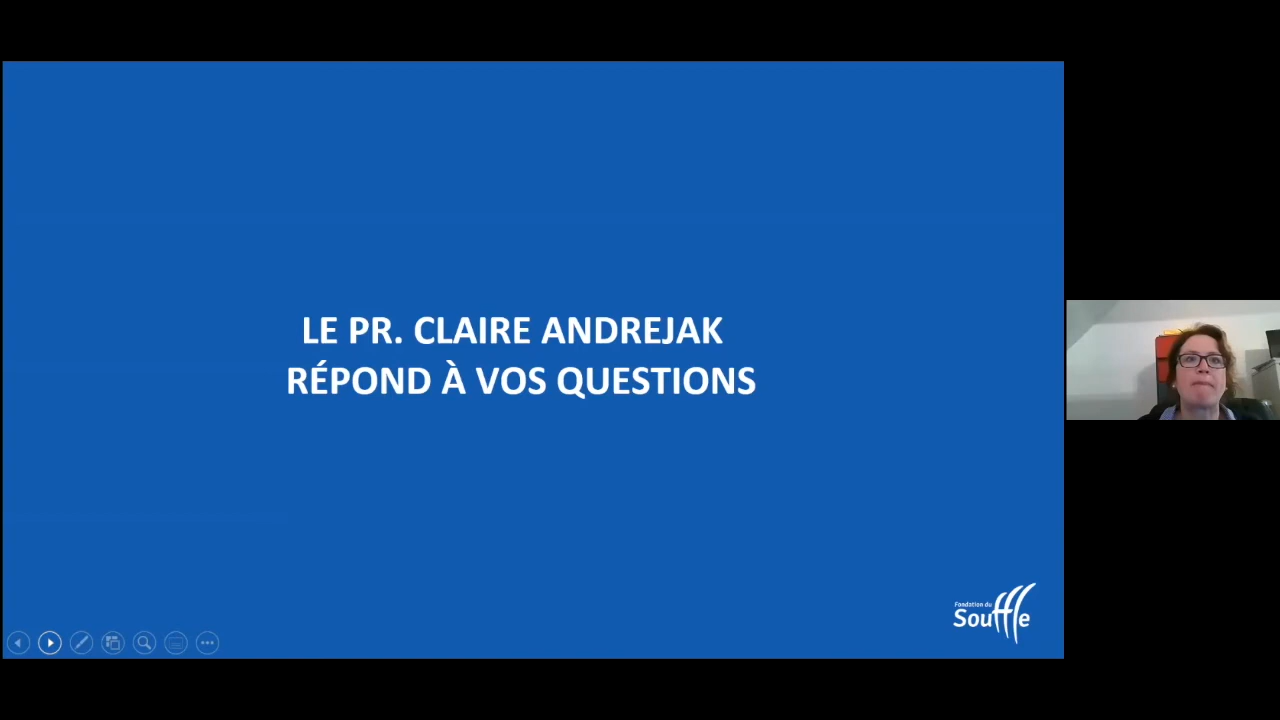 LE PR. CLAIRE ANDREJAK
RÉPOND À VOS QUESTIONS
Fondation du
Souffle